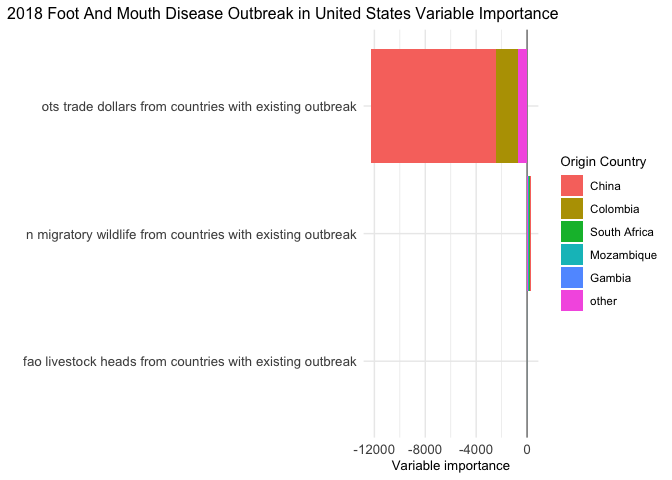 2018 Foot And Mouth Disease Outbreak in United States Variable Importance
ots trade dollars from countries with existing outbreak
n migratory wildlife from countries with existing outbreak
fao livestock heads from countries with existing outbreak
-12000 -8000 -4000 0
Variable importance
Origin Country
China
Colombia
South Africa
Mozambique
Gambia
other